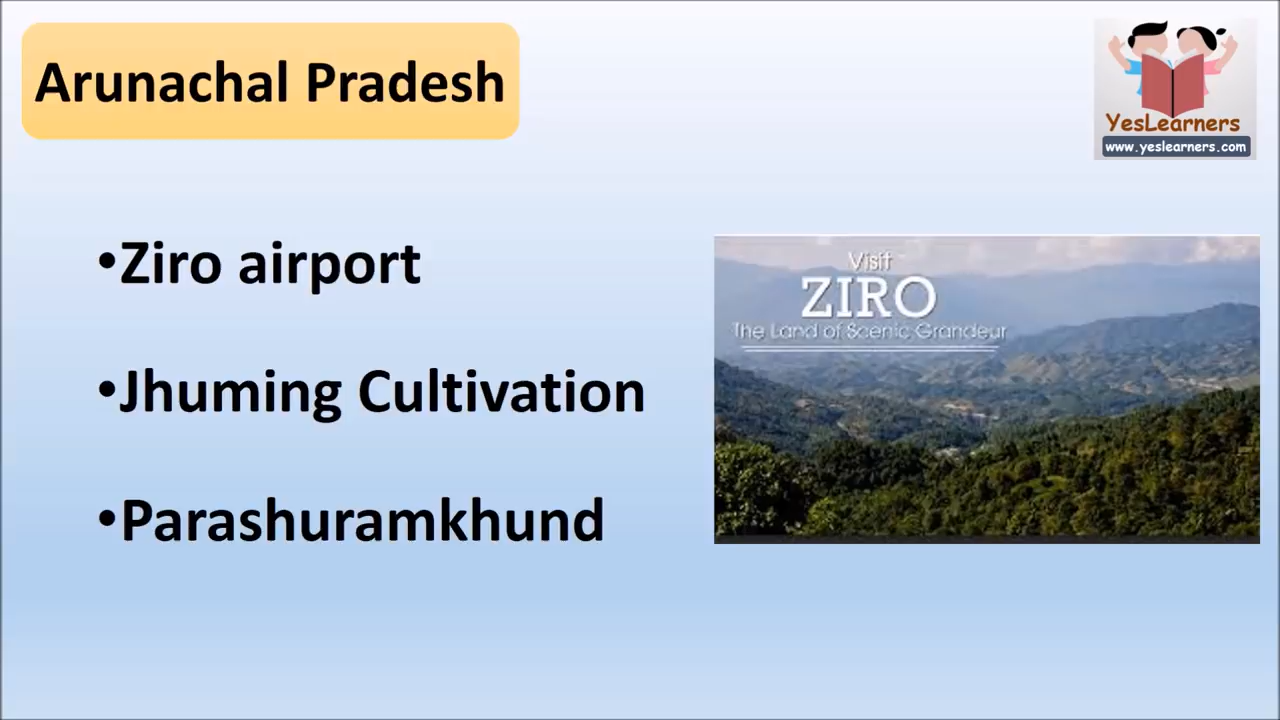 Arunachal Pradesh
YesLearners
www.yeslearners.com
•Ziro airport
•Jhuming Cultivation
•Parashuramkhund
Visit
ZIRO
The Land of Scenic Grandeur